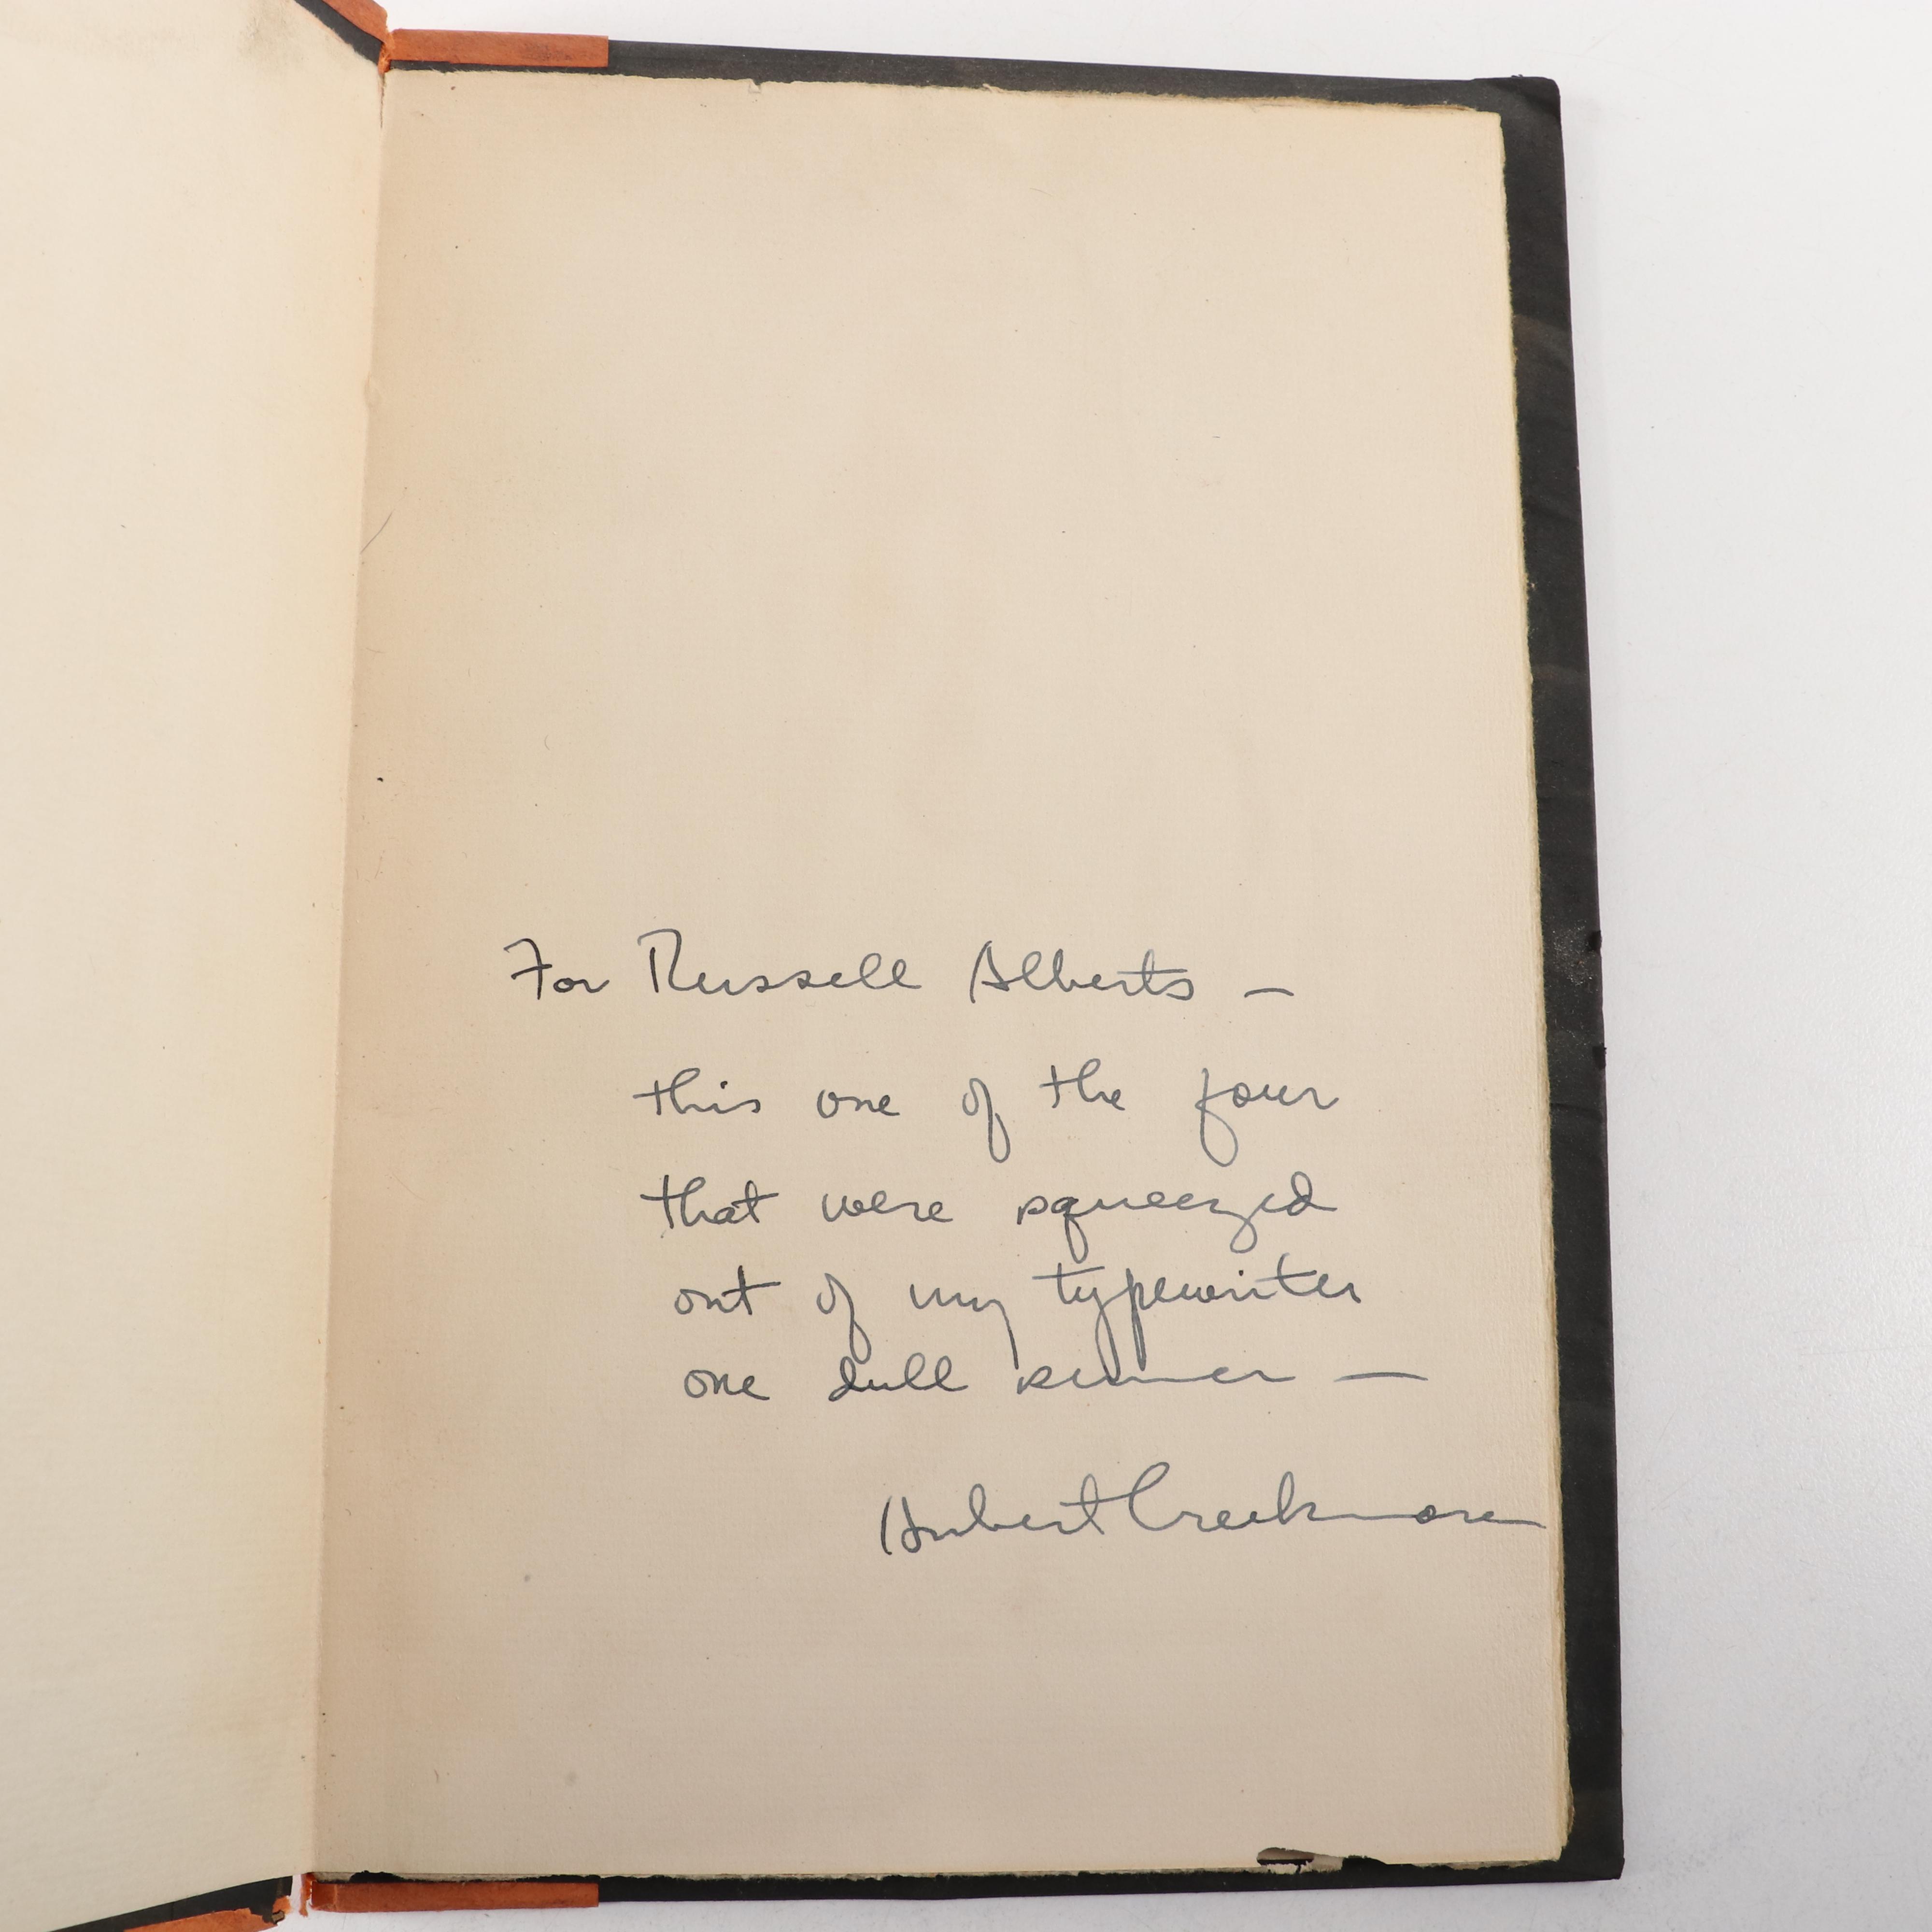 For Russell Alberts —
this one of the four
that were squeezed
out of my typewriter
one dull summer —
Hubert Creekmore